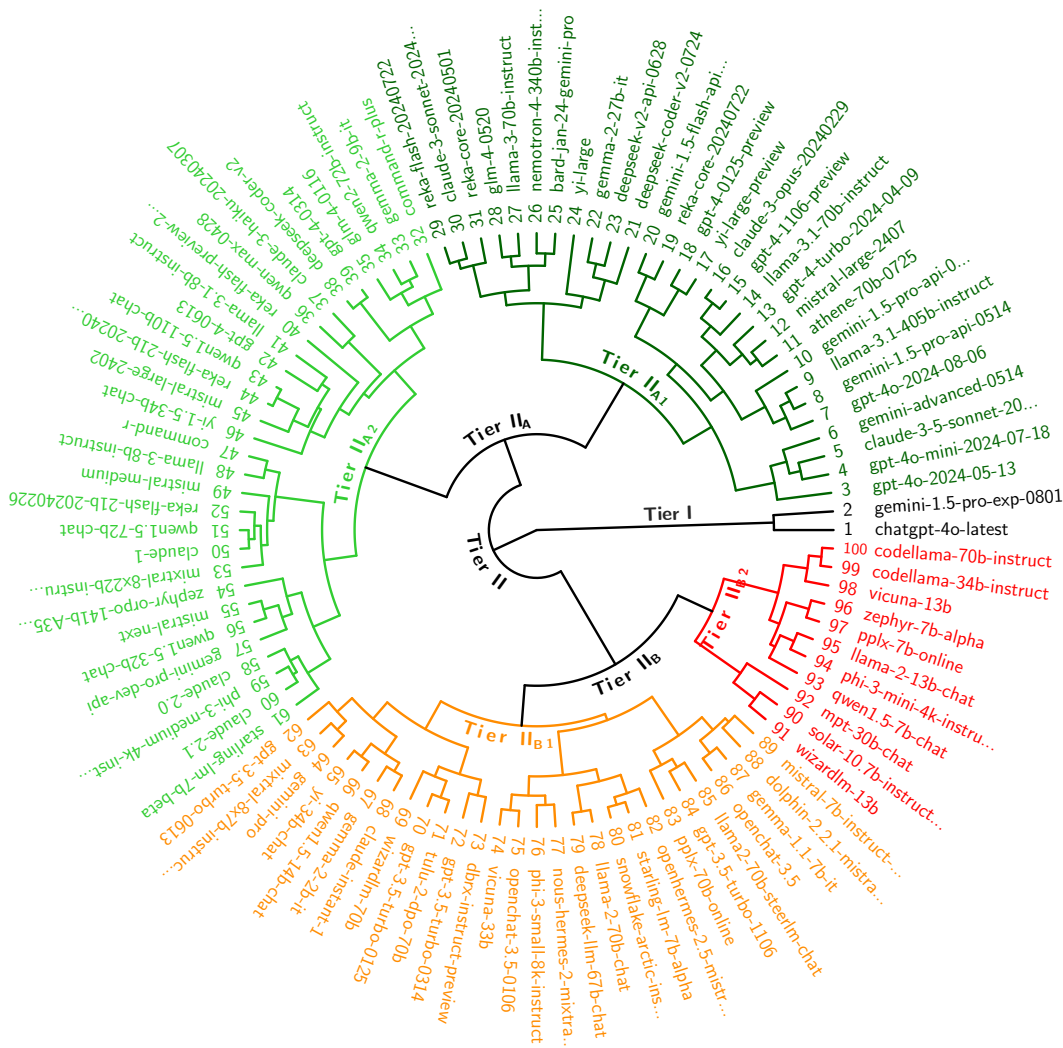 Tier I
Tier II
Tier II A
Tier II A 1
Tier II A 2
Tier II B
Tier II B 1
Tier II B 2
1 chatgpt-4o-latest
2 gemini-1.5-pro-exp-0801
3 gpt-4o-2024-05-13
4 gpt-4o-mini-2024-07-18
5 claude-3-5-sonnet-20...
6 gemini-advanced-0514
7 gpt-4o-2024-08-06
8 gemini-1.5-pro-api-0514
9 llama-3.1-405b-instruct
10 gemini-1.5-pro-api-0...
11 athene-70b-0725
12 mistral-large-2407
13 gpt-4-turbo-2024-04-09
14 llama-3.1-70b-instruct
15 gpt-4-1106-preview
16 claude-3-opus-20240229
17 yi-large-preview
18 gpt-4-0125-preview
19 reka-core-20240722
20 gemini-1.5-flash-api...
21 deepseek-coder-v2-0724
23 deepseek-v2-api-0628
22 gemma-2-27b-it
24 yi-large
25 bard-jan-24-gemini-pro
26 nemotron-4-340b-inst...
27 llama-3-70b-instruct
28 glm-4-0520
31 reka-core-20240501
30 claude-3-sonnet-2024...
29 reka-flash-20240722
32 command-r-plus
33 gemma-2-9b-it
34 qwen2-72b-instruct
35 glm-4-0116
39 gpt-4-0314
38 deepseek-coder-v2
37 claude-3-haiku-20240307
36 qwen-max-0428
40 reka-flash-preview-2...
41 llama-3.1-8b-instruct
42 gpt-4-0613
43 qwen1.5-110b-chat
44 reka-flash-21b-20240...
45 mistral-large-2402
46 yi-1.5-34b-chat
47 command-r
48 llama-3-8b-instruct
49 mistral-medium
52 reka-flash-21b-20240226
51 qwen1.5-72b-chat
50 claude-1
53 mixtral-8x22b-instru...
54 zephyr-orpo-141b-A35...
55 mistral-next
56 qwen1.5-32b-chat
57 gemini-pro-dev-api
58 claude-2.0
59 phi-3-medium-4k-inst...
60 claude-2.1
61 starling-lm-7b-beta
62 gpt-3.5-turbo-0613
63 mixtral-8x7b-instruc...
64 gemini-pro
65 yi-34b-chat
66 qwen1.5-14b-chat
67 gemma-2-2b-it
68 claude-instant-1
69 wizardlm-70b
70 gpt-3.5-turbo-0125
71 tulu-2-dpo-70b
72 gpt-3.5-turbo-0314
73 dbrx-instruct-preview
74 vicuna-33b
75 openchat-3.5-0106
76 phi-3-small-8k-instruct
77 nous-hermes-2-mixtra...
79 deepseek-llm-67b-chat
78 llama-2-70b-chat
80 snowflake-arctic-ins...
81 starling-lm-7b-alpha
82 openhermes-2.5-mistr...
83 pplx-70b-online
84 gpt-3.5-turbo-1106
85 llama2-70b-steerlm-chat
86 openchat-3.5
87 gemma-1.1-7b-it
88 dolphin-2.2.1-mistra...
89 mistral-7b-instruct-...
91 wizardlm-13b
90 solar-10.7b-instruct...
92 mpt-30b-chat
93 qwen1.5-7b-chat
94 phi-3-mini-4k-instru...
95 llama-2-13b-chat
97 pplx-7b-online
96 zephyr-7b-alpha
98 vicuna-13b
99 codellama-34b-instruct
100 codellama-70b-instruct